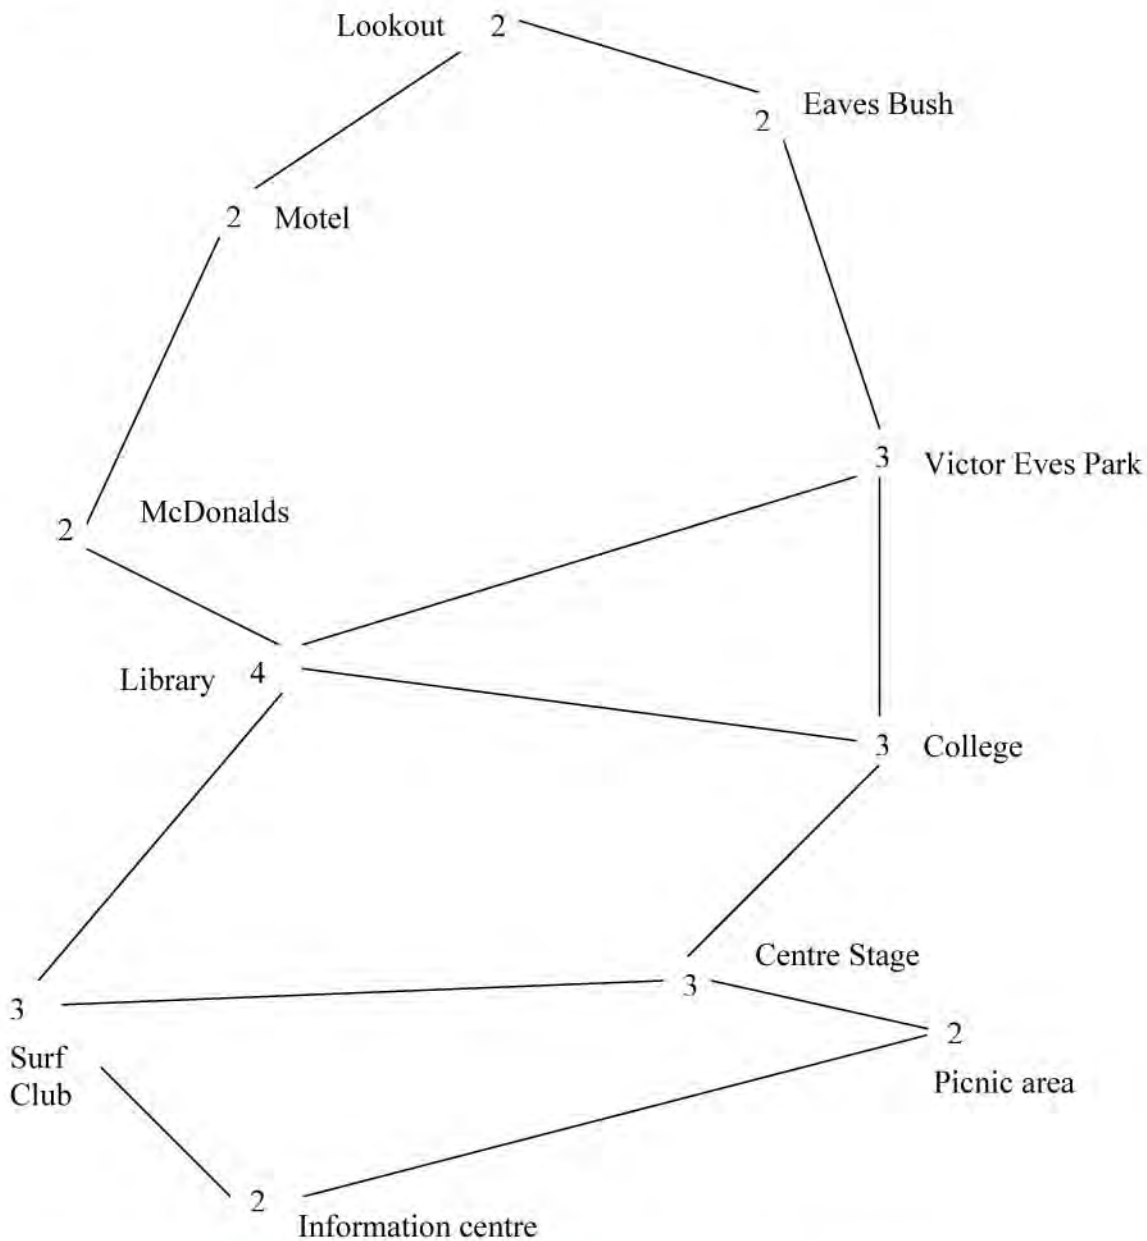 Lookout 2
2 Eaves Bush
2 Motel
3 Victor Eves Park
2 McDonalds
Library 4
3 College
Centre Stage
3
3
Surf
Club
2
Picnic area
2
Information centre